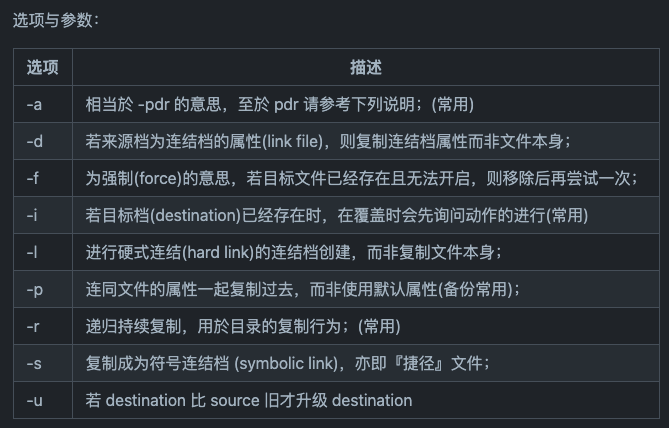 选项与参数：
选项 描述
-a 相当於 -pdr 的意思，至於 pdr 请参考下列说明；(常用)
-d 若来源档为连结档的属性(link file)，则复制连结档属性而非文件本身；
-f 为强制(force)的意思，若目标文件已经存在且无法开启，则移除后再尝试一次；
-i 若目标档(destination)已经存在时，在覆盖时会先询问动作的进行(常用)
-l 进行硬式连结(hard link)的连结档创建，而非复制文件本身；
-p 连同文件的属性一起复制过去，而非使用默认属性(备份常用)；
-r 递归持续复制，用於目录的复制行为；(常用)
-s 复制成为符号连结档 (symbolic link)，亦即『捷径』文件；
-u 若 destination 比 source 旧才升级 destination